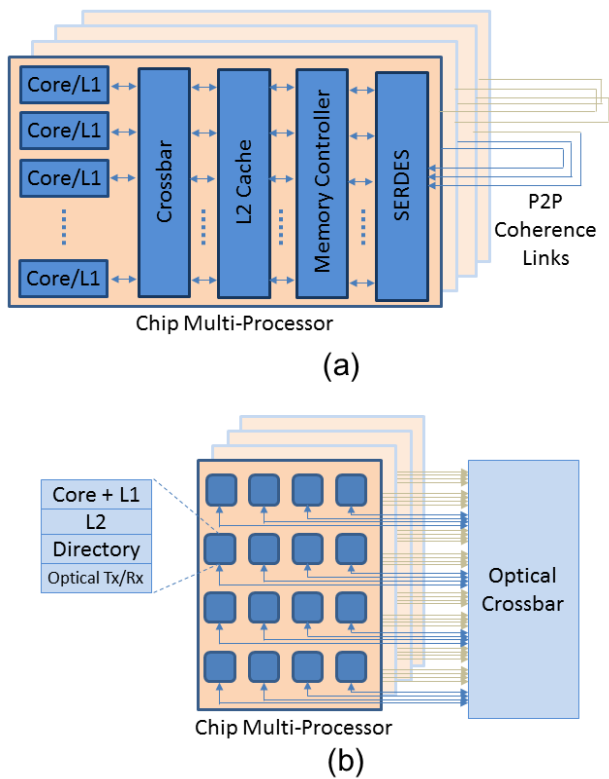 Core/L1
Core/L1
Core/L1
Core/L1
Crossbar
L2 Cache
Memory Controller
SERDES
P2P
Coherence
Links
Chip Multi-Processor
(a)
Core + L1
L2
Directory
Optical Tx/Rx
Optical
Crossbar
Chip Multi-Processor
(b)